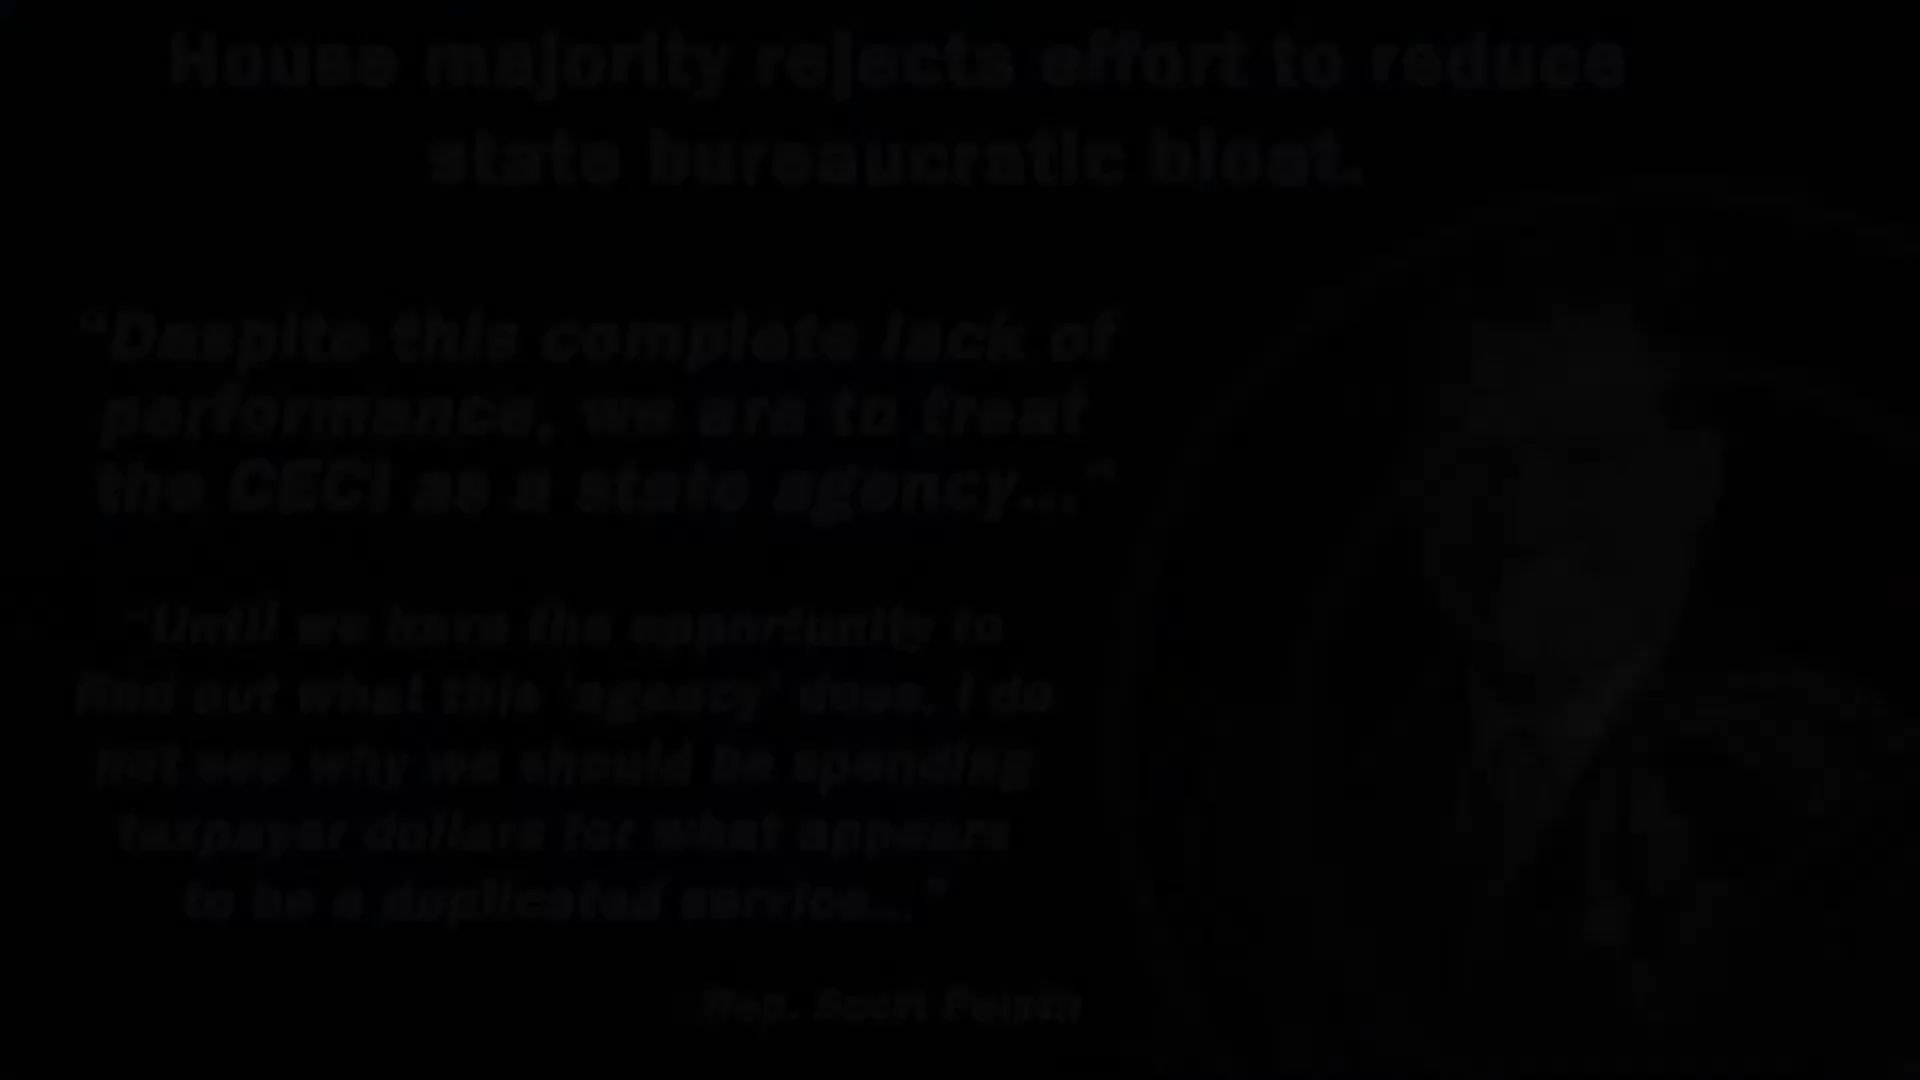 House majority rejects effort to reduce
state bureaucratic bloat.
"Despite this complete lack of
performance, we are to treat
the CECI as a state agency..."
"Until we have the opportunity to
find out what this 'agency' does, I do
not see why we should be spending
taxpayer dollars for what appears
to be a duplicated service..."
Rep. Scott